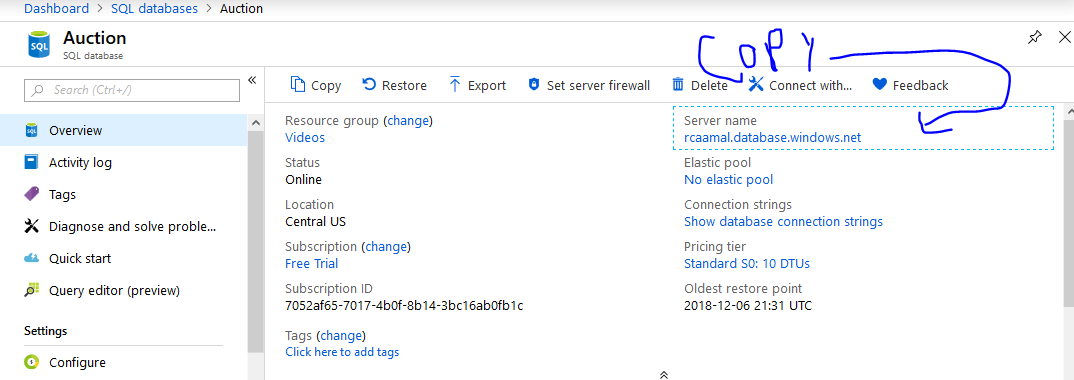 Dashboard > SQL databases > Auction
Auction
SQL database
SQL
COPY
Search (Ctrl+/)
Copy Restore Export Set server firewall Delete Connect with... Feedback
SQL Overview
Activity log
Tags
Diagnose and solve proble...
Quick start
Query editor (preview)
Settings
Configure
Resource group (change)
Videos
Status
Online
Location
Central US
Subscription (change)
Free Trial
Subscription ID
7052af65-7017-4b0f-8b14-3bc16ab0fb1c
Tags (change)
Click here to add tags
Server name
rcaamal.database.windows.net
Elastic pool
No elastic pool
Connection strings
Show database connection strings
Pricing tier
Standard S0: 10 DTUs
Oldest restore point
2018-12-06 21:31 UTC